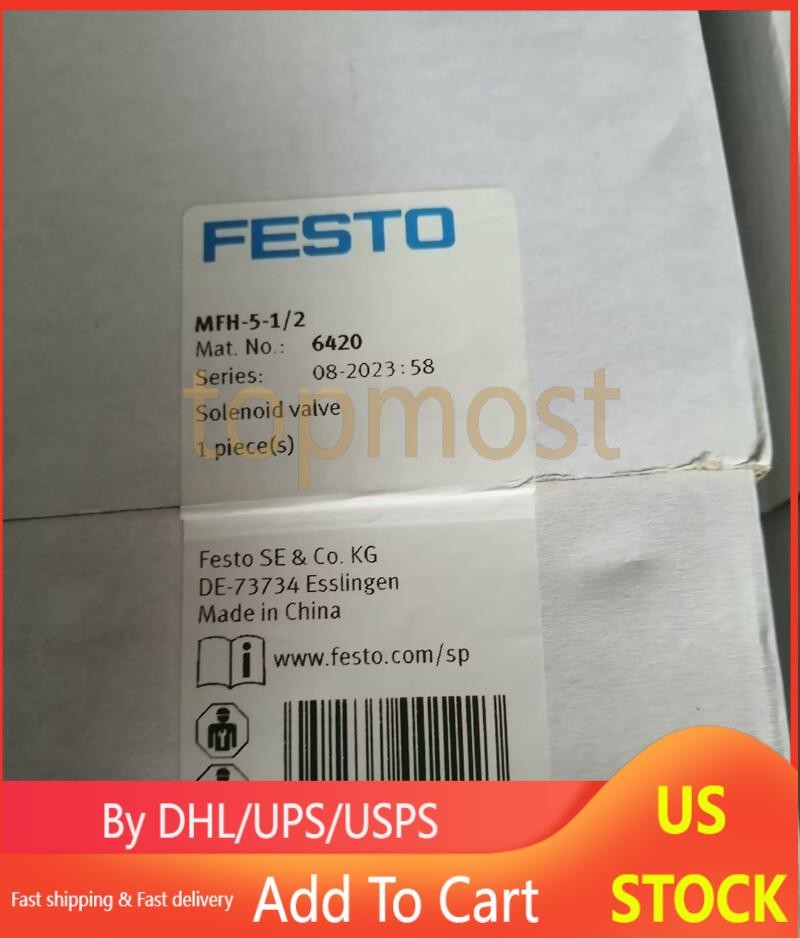 FESTO
MFH-5-1/2
Mat. No.: 6420
Series: 08-2023:58
Solenoid valve
1 piece(s)
topmost
Festo SE & Co. KG
DE-73734 Esslingen
Made in China
i www.festo.com/sp
By DHL/UPS/USPS
US
STOCK
Fast shipping & Fast delivery
Add To Cart